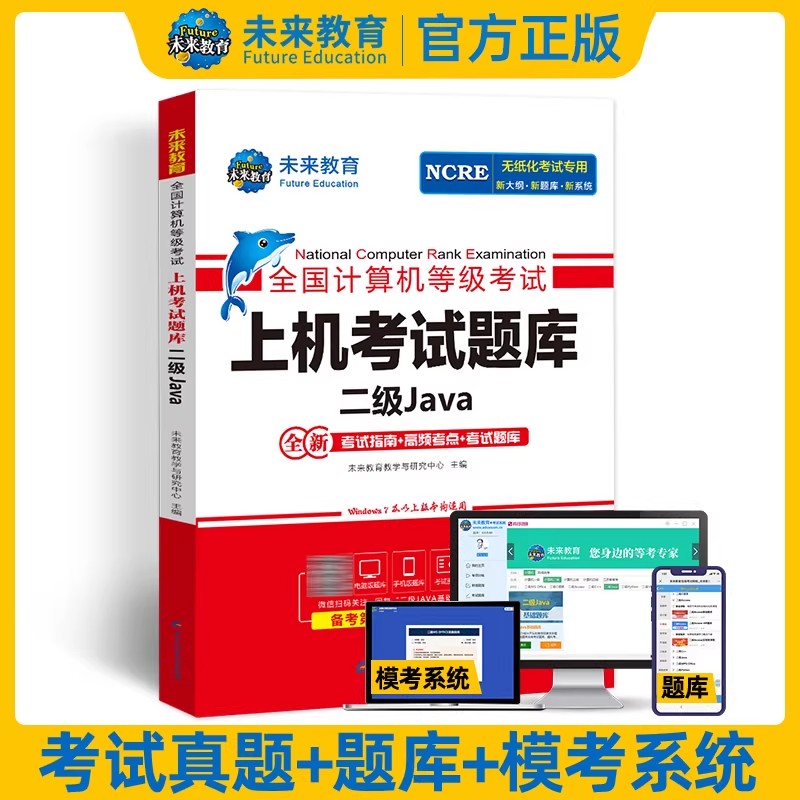 Future
未来教育
未来教育
Future Education
官方正版
未来教育
全国计算机等级考试
上机考试题库
二级Java
未来教育教学与研究中心 主编
Future
未来教育
未来教育
Future Education
NCRE
无纸化考试专用
新大纲·新题库·新系统
National Computer Rank Examination
全国计算机等级考试
上机考试题库
二级Java
全新
考试指南+高频考点+考试题库
未来教育教学与研究中心 主编
Windows 7及以上版本均适用
电脑版题库
手机版题库
微信扫码关注
未来教育
您身边的等考专家
二级Java
基础题库
模考系统
题库
考试真题+题库+模考系统